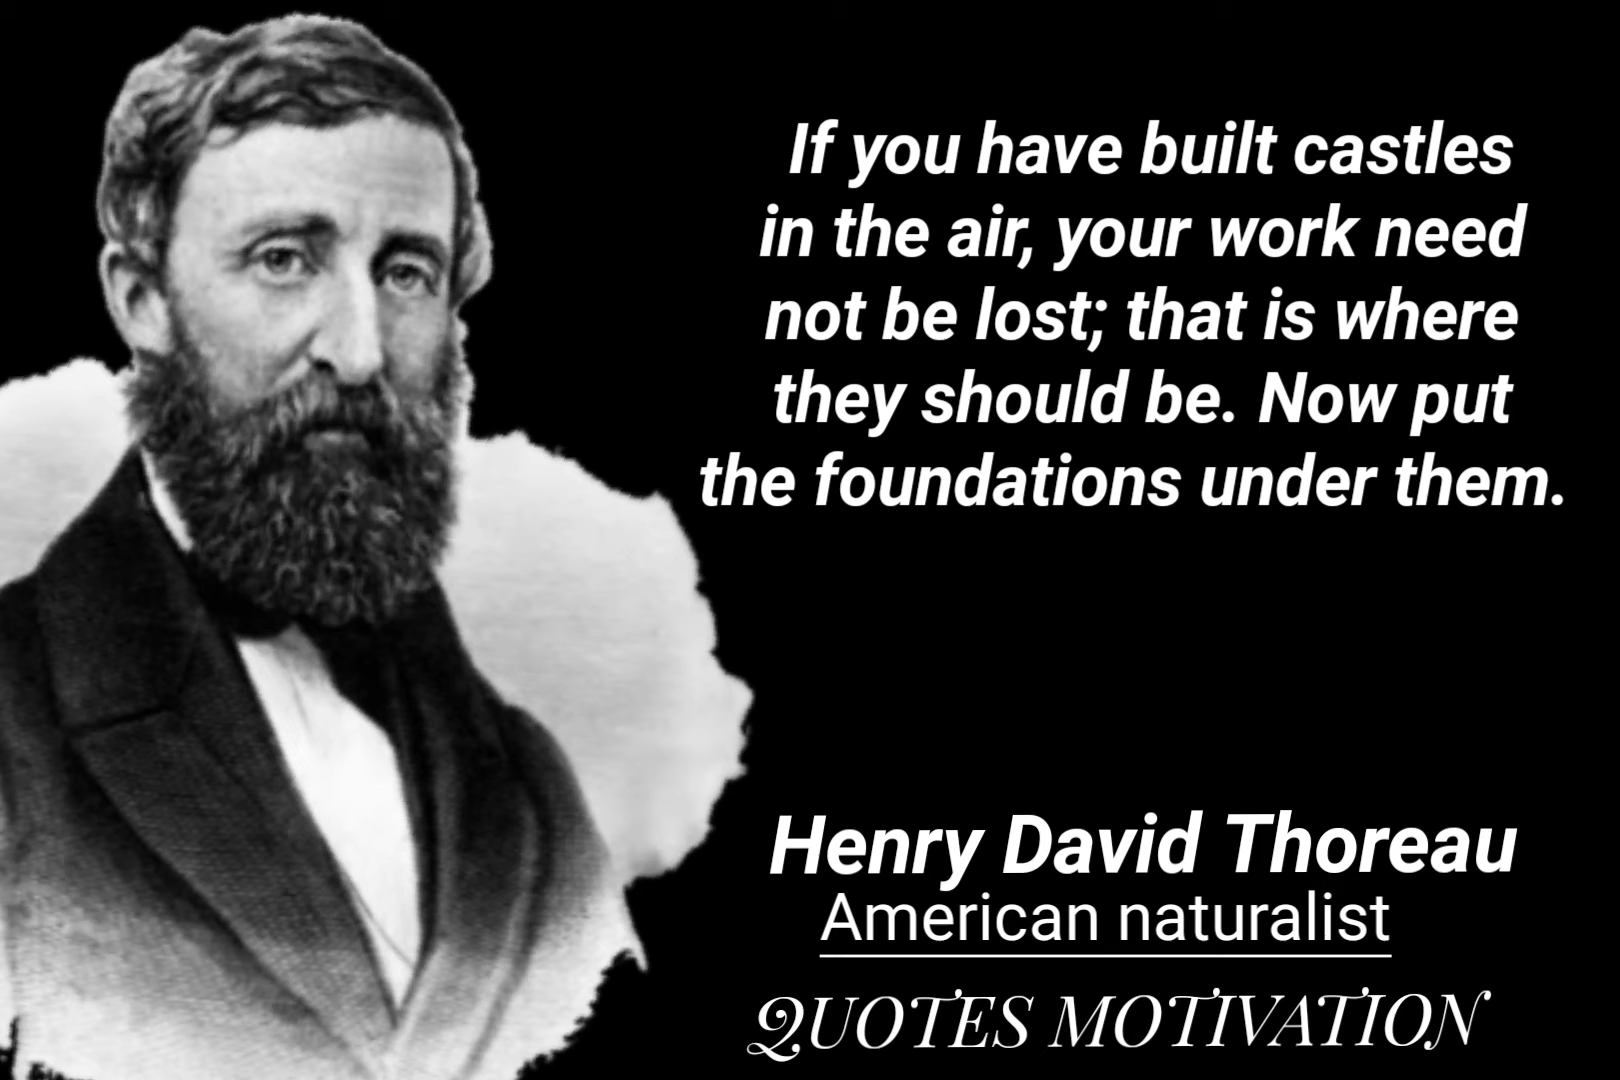 If you have built castles
in the air, your work need
not be lost; that is where
they should be. Now put
the foundations under them.
Henry David Thoreau
American naturalist
QUOTES MOTIVATION